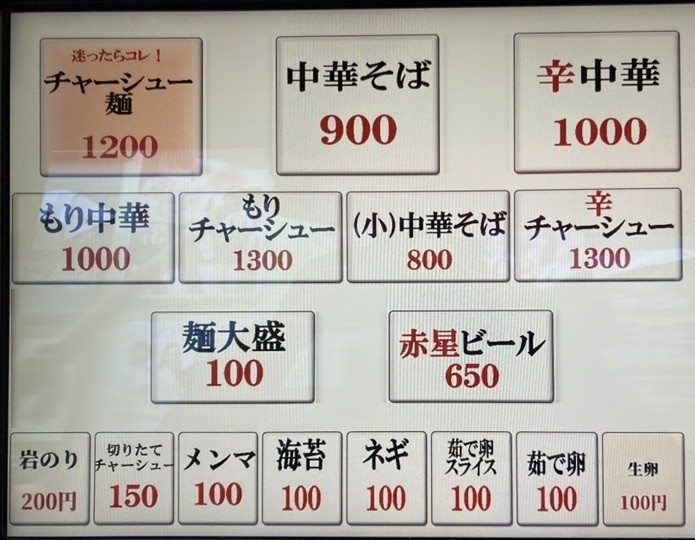 迷ったらコレ！
チャーシュー
麺
1200
中華そば
900
辛中華
1000
もり中華
1000
もり
チャーシュー
1300
(小)中華そば
800
辛
チャーシュー
1300
麺大盛
100
赤星ビール
650
岩のり
200円
切りたて
チャーシュー
150
メンマ
100
海苔
100
ネギ
100
茹で卵
スライス
100
茹で卵
100
生卵
100円